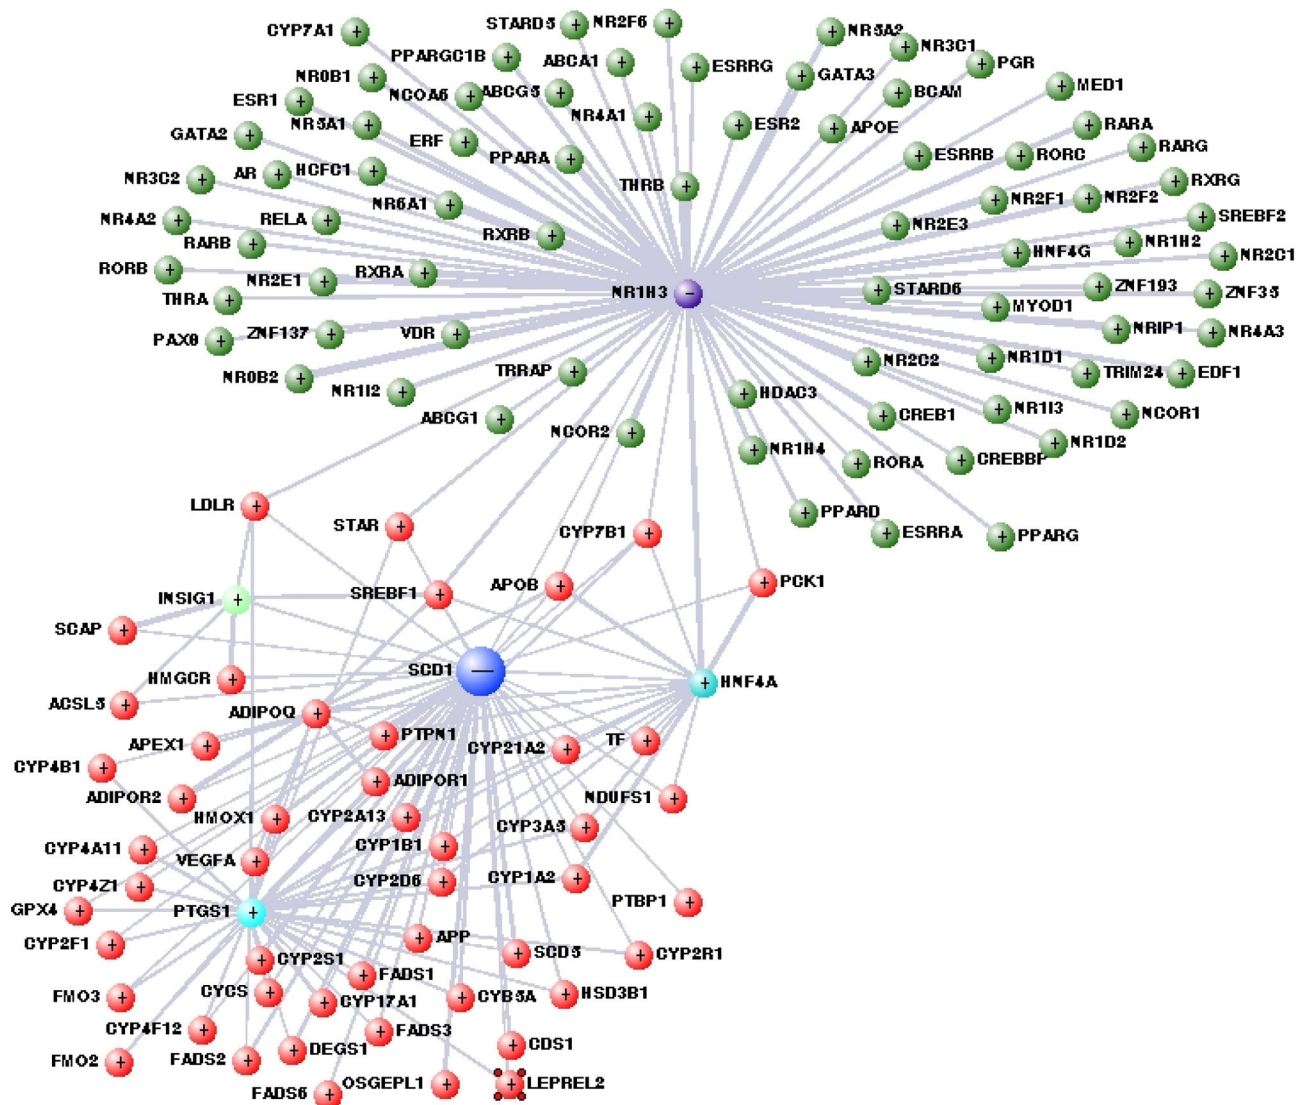 CYP7A1
STARD5
NR2F6
NR5A2
NR3C1
PPARGC1B
ABCA1
ESRRG
GATA3
PGR
NR0B1
NCOA6
ABCG5
BCAM
MED1
ESR1
NR5A1
NR4A1
ESR2
APOE
RARA
GATA2
ERF
PPARA
ESRRB
RORC
RARG
NR3C2
AR
HCFC1
THRB
RXRG
NR4A2
RELA
NR6A1
NR2F1
NR2F2
SREBF2
RARB
RXRB
NR2E3
HNF4G
NR1H2
NR2C1
RORB
NR2E1
RXRA
NR1H3
STARD6
ZNF193
ZNF35
THRA
MYOD1
PAX8
ZNF137
VDR
NRIP1
NR4A3
NR0B2
NR1I2
TRRAP
NR2C2
NR1D1
TRIM24
EDF1
ABCG1
NCOR2
HDAC3
CREB1
NR1I3
NCOR1
NR1H4
RORA
CREBBP
NR1D2
LDLR
STAR
CYP7B1
PPARD
ESRRA
PPARG
INSIG1
SREBF1
APOB
PCK1
SCAP
HMGCR
SCD1
HNF4A
ACSL5
ADIPOQ
APEX1
PTPN1
CYP21A2
TF
CYP4B1
ADIPOR2
ADIPOR1
NDUFS1
HMOX1
CYP2A13
CYP3A5
CYP4A11
VEGFA
CYP1B1
CYP4Z1
CYP2D6
CYP1A2
PTBP1
GPX4
PTGS1
CYP2F1
APP
SCD5
CYP2R1
CYP2S1
FADS1
FMO3
CYCS
CYP17A1
CYB5A
HSD3B1
CYP4F12
FADS3
FMO2
FADS2
DEGS1
CDS1
FADS6
OSGEPL1
LEPREL2